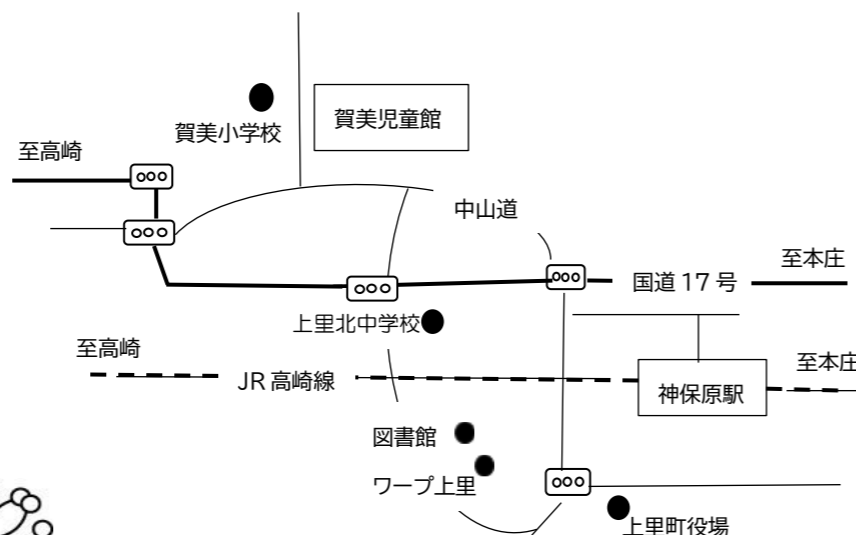 賀美小学校
賀美児童館
至高崎
中山道
至本庄
国道 17 号
上里北中学校
至高崎
JR 高崎線
至本庄
神保原駅
図書館
ワープ上里
上里町役場